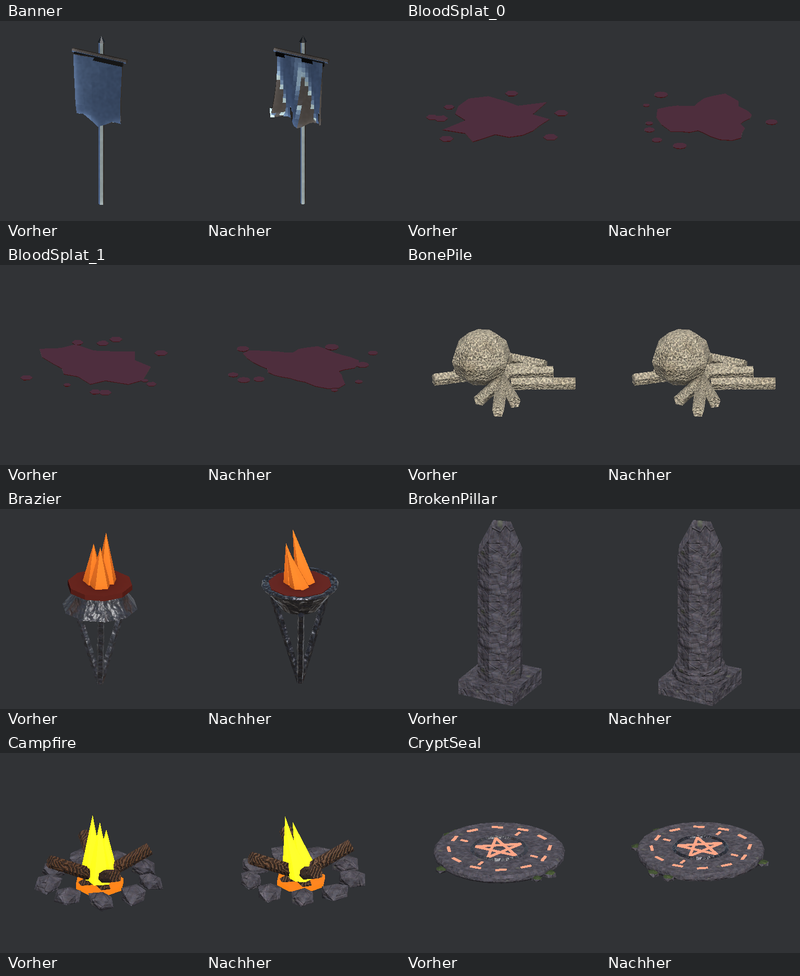 Banner
BloodSplat_0
Vorher
Nachher
Vorher
Nachher
BloodSplat_1
BonePile
Vorher
Nachher
Vorher
Nachher
Brazier
BrokenPillar
Vorher
Nachher
Vorher
Nachher
Campfire
CryptSeal
Vorher
Nachher
Vorher
Nachher